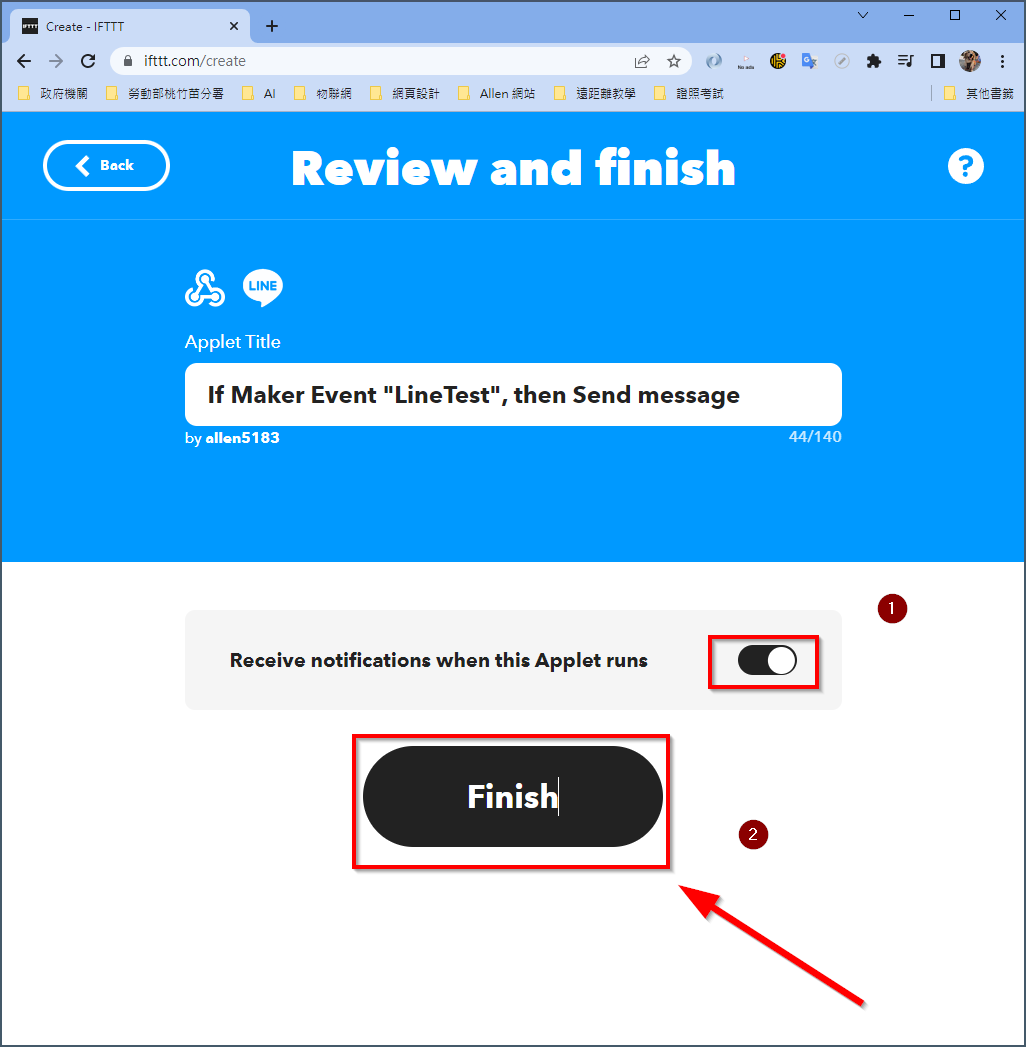 Create - IFTTT
ifttt.com/create
No ads
政府機關 勞動部桃竹苗分署 AI 物聯網 網頁設計 Allen 網站 遠距離教學 證照考試 其他書籤
Back
Review and finish
?
LINE
Applet Title
If Maker Event "LineTest", then Send message
by allen5183 44/140
1
Receive notifications when this Applet runs
Finish
2